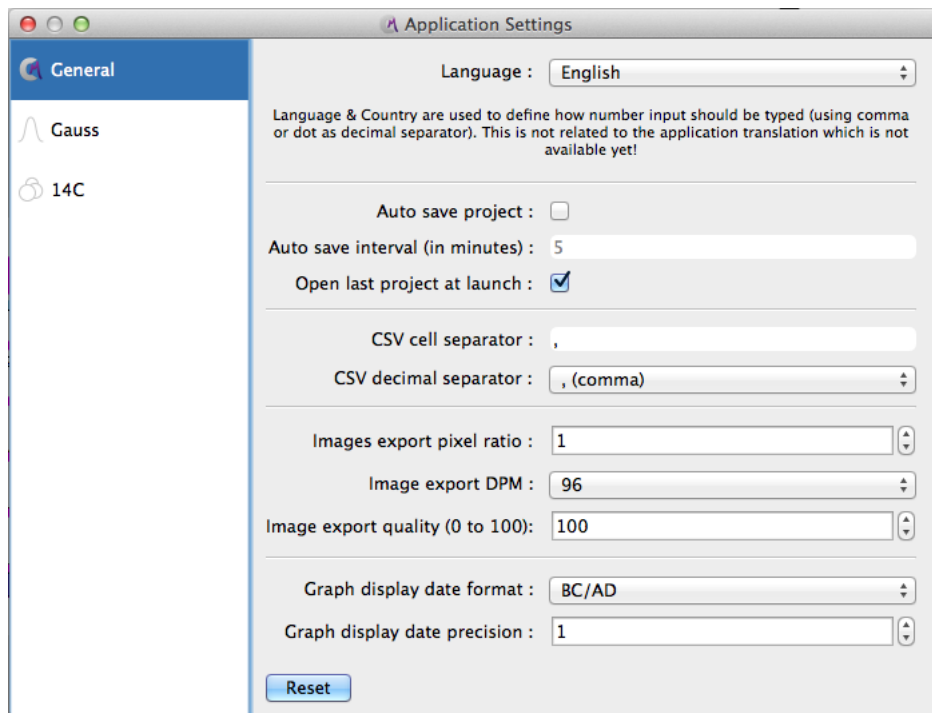 Application Settings
General
Gauss
14C
Language : English
Language & Country are used to define how number input should be typed (using comma
or dot as decimal separator). This is not related to the application translation which is not
available yet!
Auto save project :
Auto save interval (in minutes) : 5
Open last project at launch :
CSV cell separator : ,
CSV decimal separator : , (comma)
Images export pixel ratio : 1
Image export DPM : 96
Image export quality (0 to 100): 100
Graph display date format : BC/AD
Graph display date precision : 1
Reset